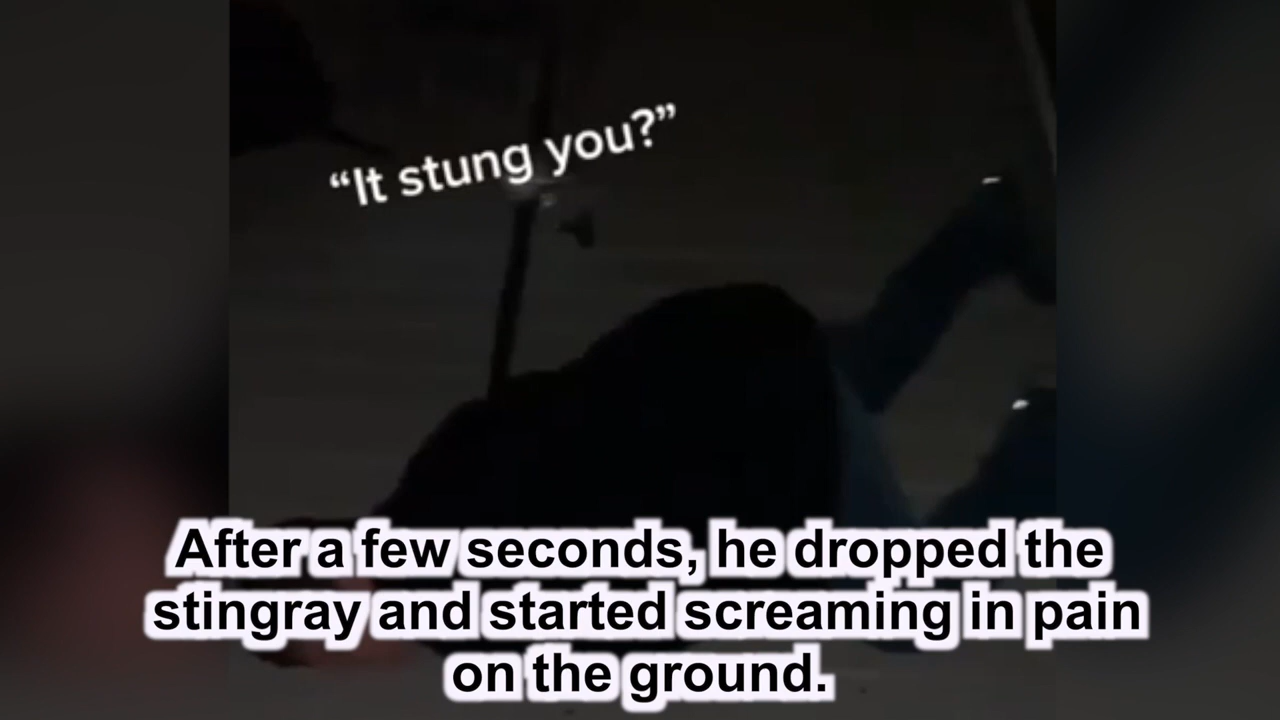 “It stung you?”
After a few seconds, he dropped the
stingray and started screaming in pain
on the ground.